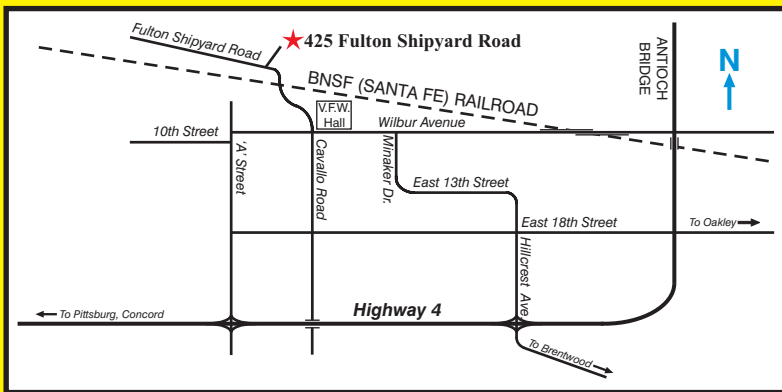 Fulton Shipyard Road
425 Fulton Shipyard Road
ANTIOCH
BRIDGE
N
BNSF (SANTA FE) RAILROAD
V.F.W.
Hall
Wilbur Avenue
10th Street
'A' Street
Cavallo Road
Minaker Dr.
East 13th Street
East 18th Street
To Oakley
Hillcrest Ave
To Pittsburg, Concord
Highway 4
To Brentwood